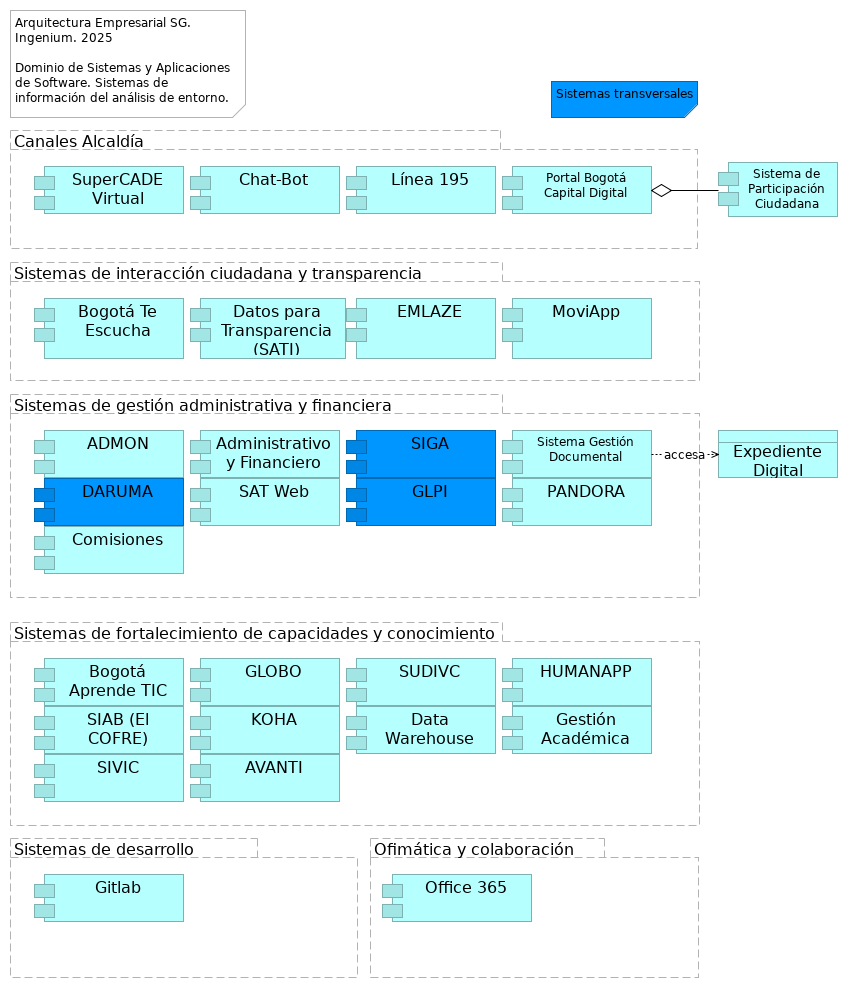 Arquitectura Empresarial SG.
Ingenium. 2025
Dominio de Sistemas y Aplicaciones
de Software. Sistemas de
información del análisis de entorno.
Sistemas transversales
Canales Alcaldía
SuperCADE
Virtual
Chat-Bot
Línea 195
Portal Bogotá
Capital Digital
Sistema de
Participación
Ciudadana
Sistemas de interacción ciudadana y transparencia
Bogotá Te
Escucha
Datos para
Transparencia
(SATI)
EMLAZE
MoviApp
Sistemas de gestión administrativa y financiera
ADMON
Administrativo
y Financiero
SIGA
Sistema Gestión
Documental
accesa
Expediente
Digital
DARUMA
SAT Web
GLPI
PANDORA
Comisiones
Sistemas de fortalecimiento de capacidades y conocimiento
Bogotá
Aprende TIC
GLOBO
SUDIVC
HUMANAPP
SIAB (El
COFRE)
KOHA
Data
Warehouse
Gestión
Académica
SIVIC
AVANTI
Sistemas de desarrollo
Gitlab
Ofimática y colaboración
Office 365